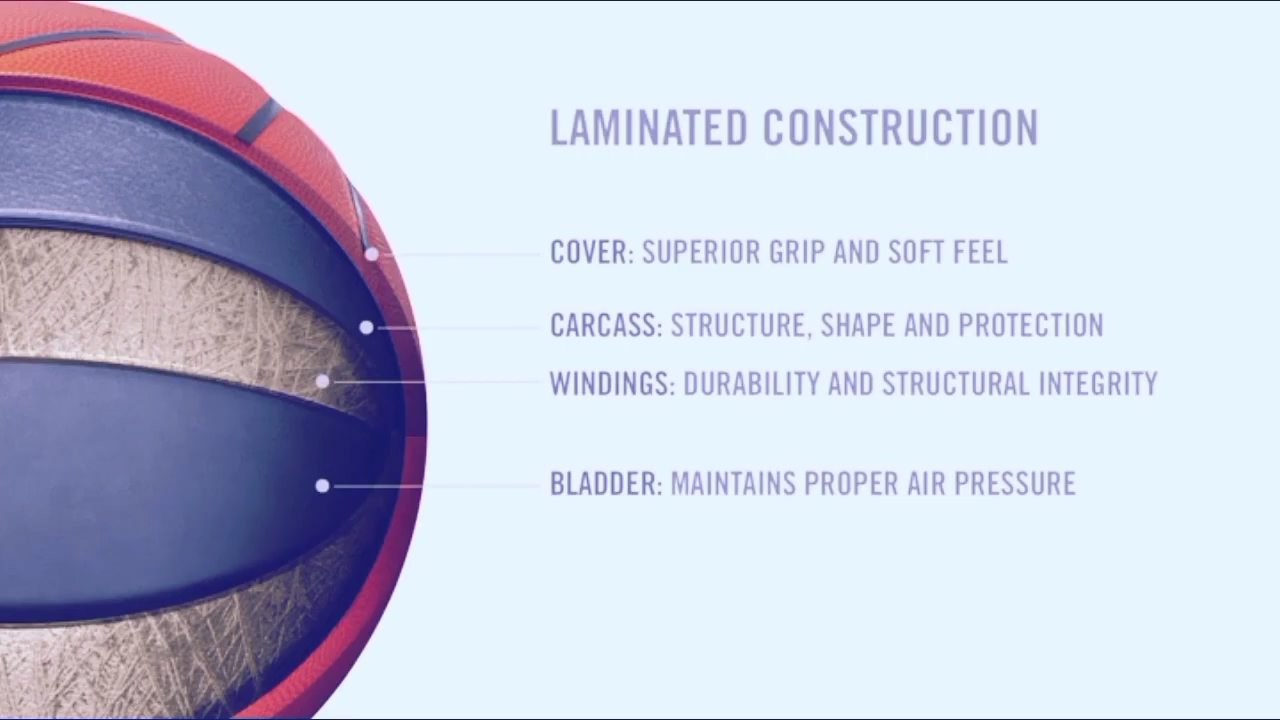 LAMINATED CONSTRUCTION
COVER: SUPERIOR GRIP AND SOFT FEEL
CARCASS: STRUCTURE, SHAPE AND PROTECTION
WINDINGS: DURABILITY AND STRUCTURAL INTEGRITY
BLADDER: MAINTAINS PROPER AIR PRESSURE